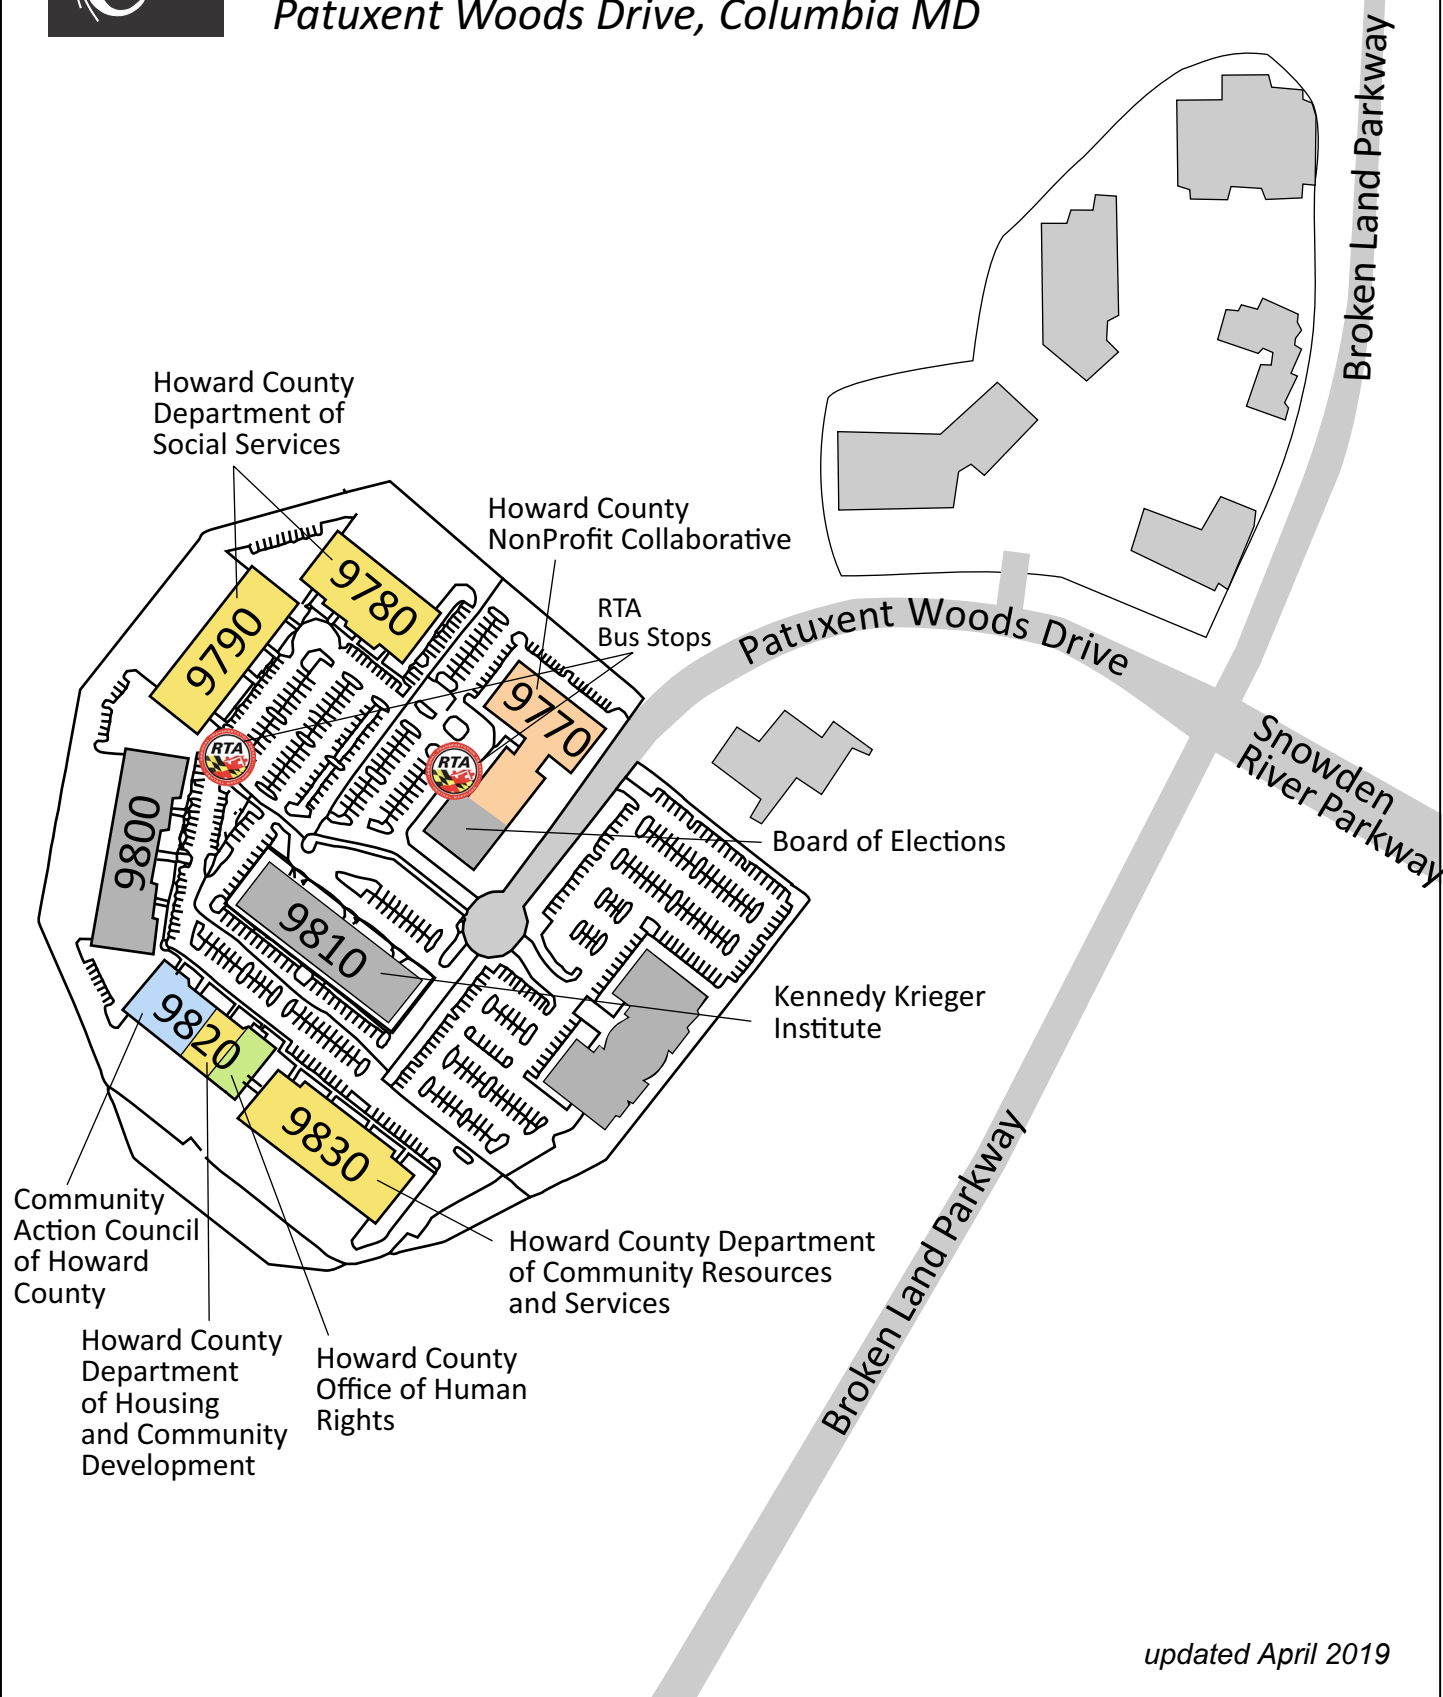 Patuxent Woods Drive, Columbia MD
Broken Land Parkway
Howard County
Department of
Social Services
Howard County
NonProfit Collaborative
RTA
Bus Stops
9780
9790
9770
Patuxent Woods Drive
Snowden
River Parkway
RTA
RTA
9800
Board of Elections
9810
Kennedy Krieger
Institute
9820
9830
Community
Action Council
of Howard
County
Howard County Department
of Community Resources
and Services
Broken Land Parkway
Howard County
Department
of Housing
and Community
Development
Howard County
Office of Human
Rights
updated April 2019